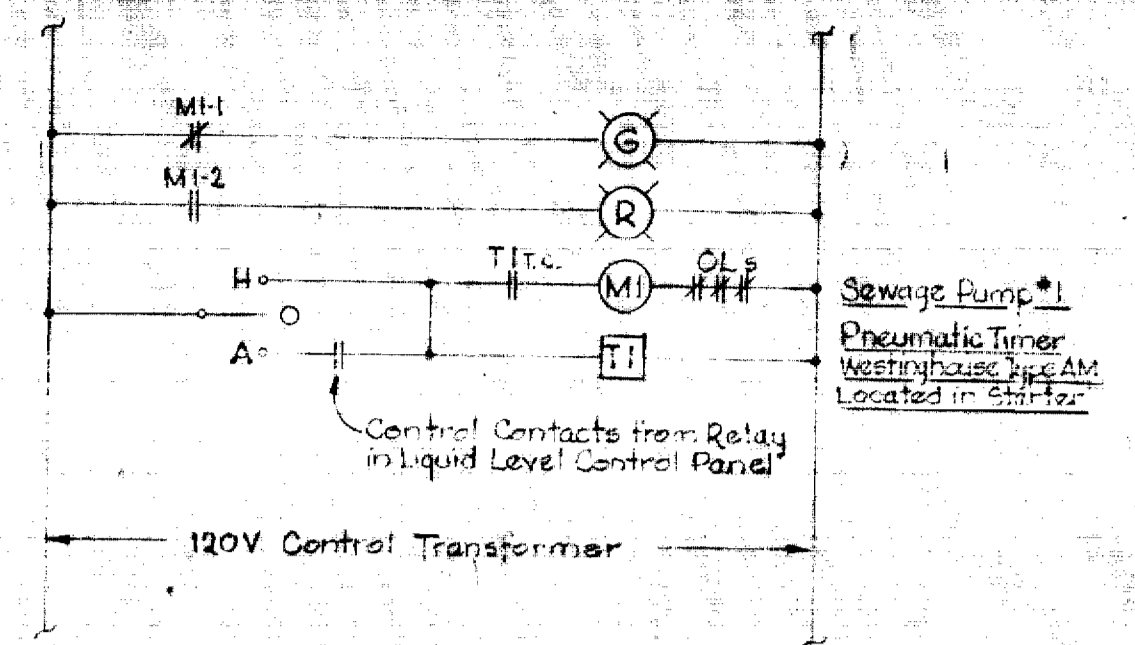 M1-1
G
M1-2
R
T1 T.C.
M1
OLs
H
O
A
T1
Sewage Pump #1
Pneumatic Timer
Westinghouse Type AM
Located in Starter
Control Contacts from Relay
in Liquid Level Control Panel
120V Control Transformer